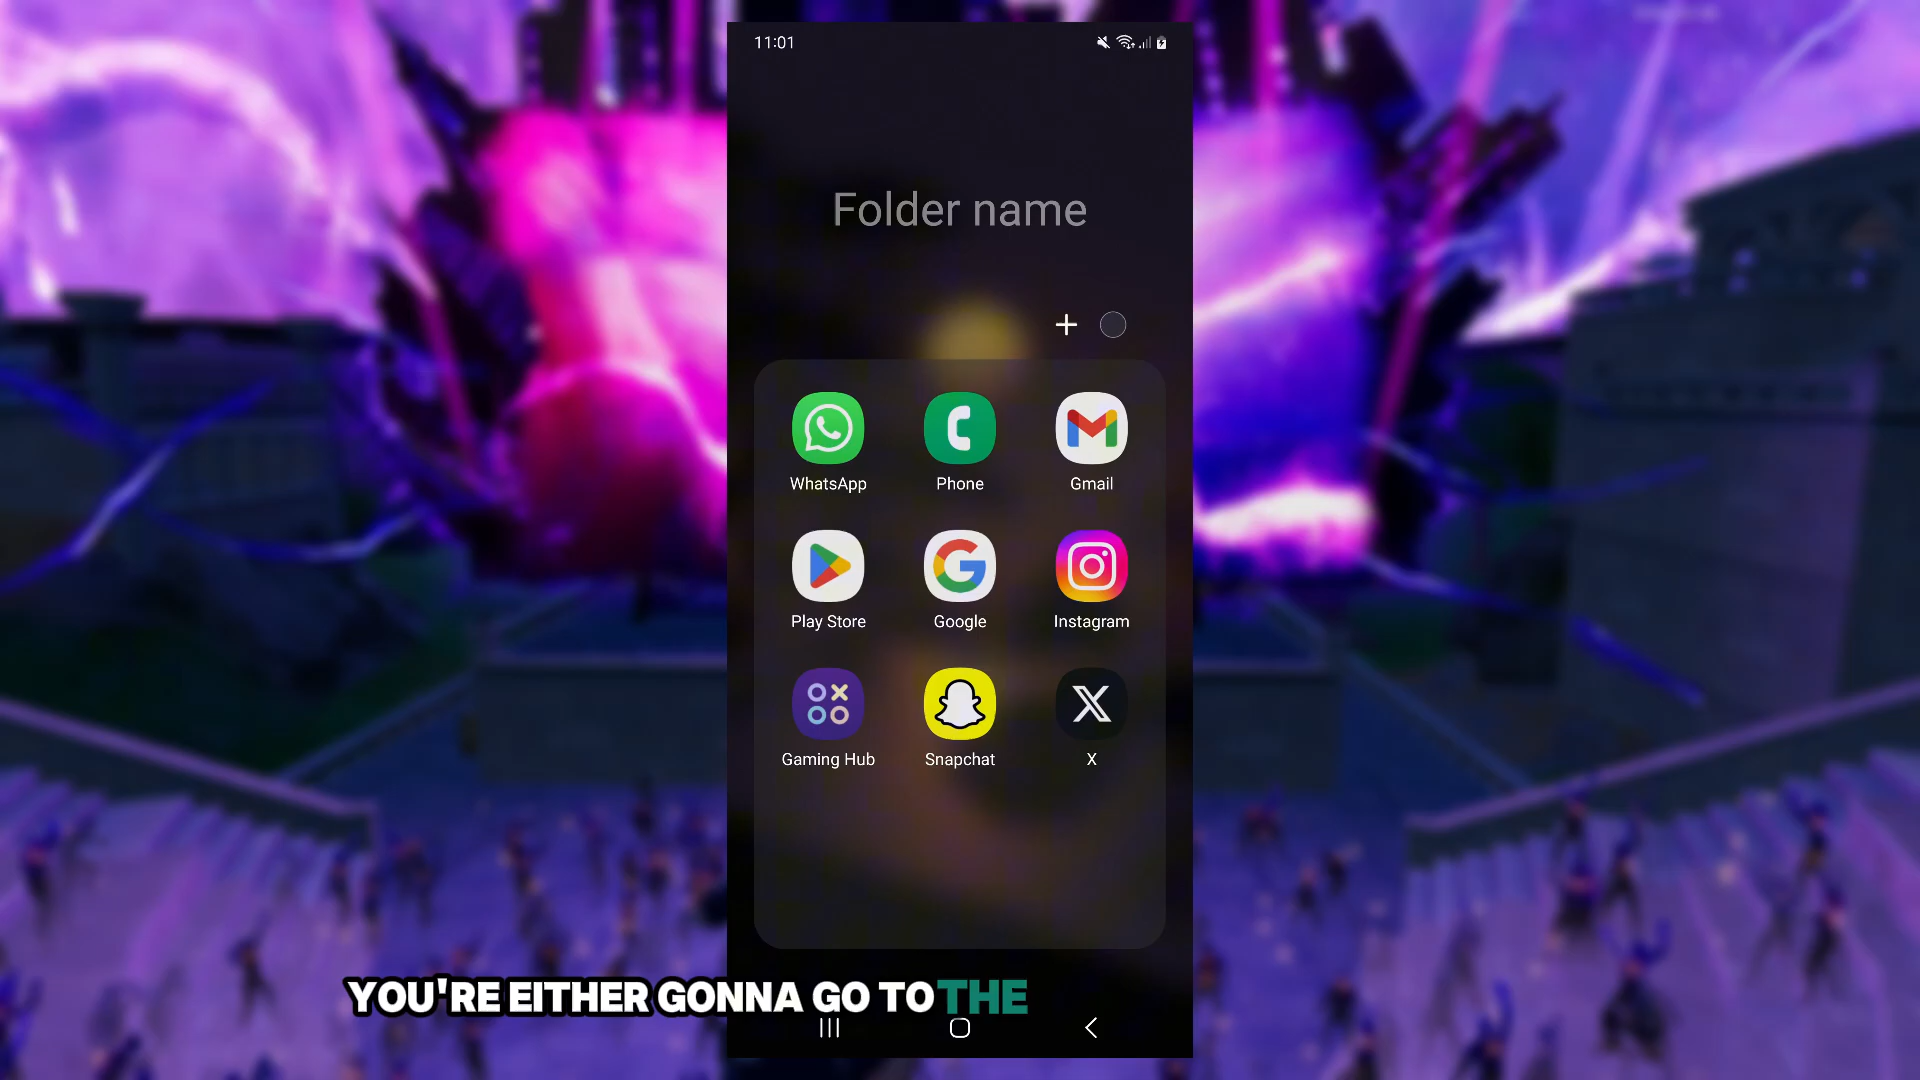 11:01
Folder name
WhatsApp
Phone
Gmail
Play Store
Google
Instagram
Gaming Hub
Snapchat
X
YOU'RE EITHER GONNA GO TO THE